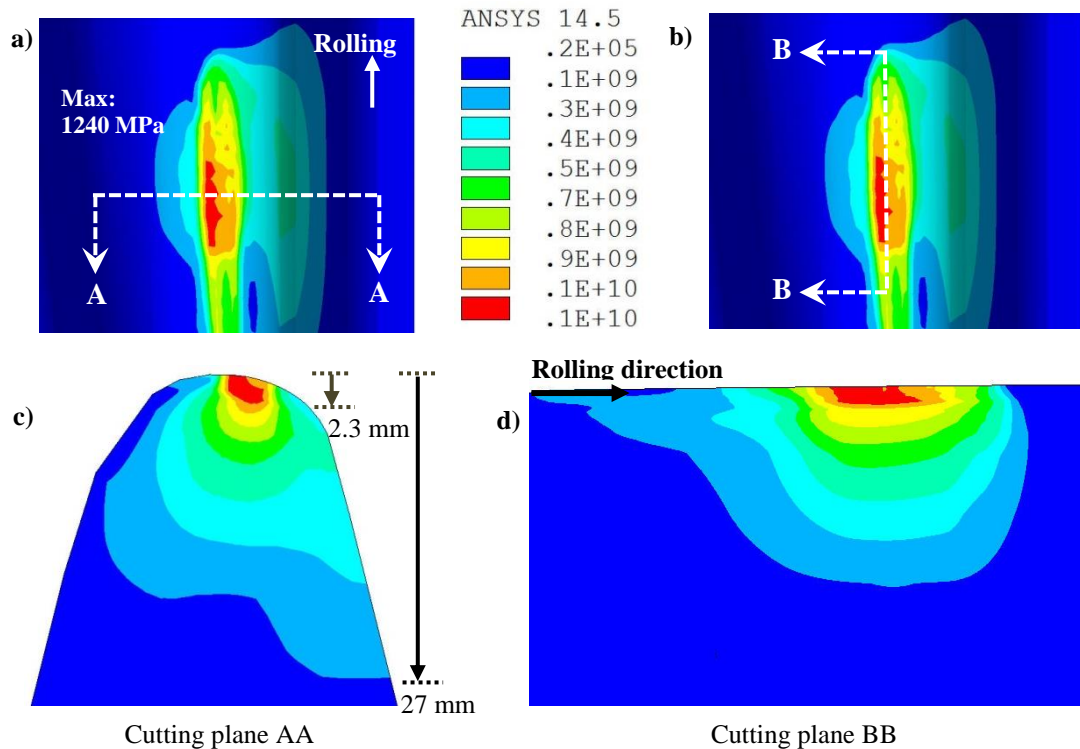 a)
Rolling
Max:
1240 MPa
A
A
ANSYS 14.5
.2E+05
.1E+09
.3E+09
.4E+09
.5E+09
.7E+09
.8E+09
.9E+09
.1E+10
.1E+10
b)
B
B
c)
2.3 mm
27 mm
Cutting plane AA
d)
Rolling direction
Cutting plane BB